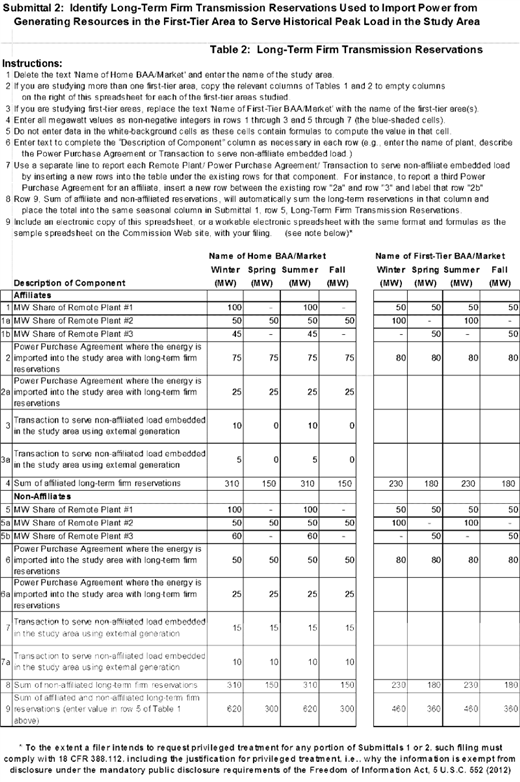 Submittal 2: Identify Long-Term Firm Transmission Reservations Used to Import Power from
Generating Resources in the First-Tier Area to Serve Historical Peak Load in the Study Area
Table 2: Long-Term Firm Transmission Reservations
Instructions:
1 Delete the text 'Name of Home BAA/Market' and enter the name of the study area.
2 If you are studying more than one first-tier area, copy the relevant columns of Tables 1 and 2 to empty columns
on the right of this spreadsheet for each of the first-tier areas studied.
3 If you are studying first-tier areas, replace the text 'Name of First-Tier BAA/Market' with the name of the first-tier area(s).
4 Enter all megawatt values as non-negative integers in rows 1 through 3 and 5 through 7 (the blue-shaded cells).
5 Do not enter data in the white-background cells as these cells contain formulas to compute the value in that cell.
6 Enter text to complete the "Description of Component" column as necessary in each row (e.g., enter the name of plant, describe
the Power Purchase Agreement or Transaction to serve non-affiliate embedded load.)
7 Use a separate line to report each Remote Plant/ Power Purchase Agreement/ Transaction to serve non-affiliate embedded load
by inserting new rows into the table under the existing rows for that component. For instance, to report a third Power
Purchase Agreement for an affiliate, insert a new row between the existing row "2a" and row "3" and label that row "2b"
8 Row 9, Sum of affiliate and non-affiliated reservations, will automatically sum the long-term reservations in that column and
place the total into the same seasonal column in Submittal 1, row 5, Long-Term Firm Transmission Reservations.
9 Include an electronic copy of this spreadsheet, or a workable electronic spreadsheet with the same format and formulas as the
sample spreadsheet on the Commission Web site, with your filing. (see note below)*
Name of Home BAA/Market Name of First-Tier BAA/Market
Winter Spring Summer Fall Winter Spring Summer Fall
Description of Component (MW) (MW) (MW) (MW) (MW) (MW) (MW) (MW)
Affiliates
1 MW Share of Remote Plant #1 100 - 100 - 50 50 50 50
1a MW Share of Remote Plant #2 50 50 50 50 100 - 100 -
1b MW Share of Remote Plant #3 45 - 45 - - 50 - 50
Power Purchase Agreement where the energy is
2 imported into the study area with long-term firm 75 75 75 75 80 80 80 80
reservations
Power Purchase Agreement where the energy is
2a imported into the study area with long-term firm 25 25 25 25
reservations
3 Transaction to serve non-affiliated load embedded 10 0 10 0
in the study area using external generation
3a Transaction to serve non-affiliated load embedded 5 0 5 0
in the study area using external generation
4 Sum of affiliated long-term firm reservations 310 150 310 150 230 180 230 180
Non-Affiliates
5 MW Share of Remote Plant #1 100 - 100 - 50 50 50 50
5a MW Share of Remote Plant #2 50 50 50 50 100 - 100 -
5b MW Share of Remote Plant #3 60 - 60 - - 50 - 50
Power Purchase Agreement where the energy is
6 imported into the study area with long-term firm 50 50 50 50 80 80 80 80
reservations
Power Purchase Agreement where the energy is
6a imported into the study area with long-term firm 25 25 25 25
reservations
7 Transaction to serve non-affiliated load embedded 15 15 15 15
in the study area using external generation
7a Transaction to serve non-affiliated load embedded 10 10 10 10
in the study area using external generation
8 Sum of non-affiliated long-term firm reservations 310 150 310 150 230 180 230 180
Sum of affiliated and non-affiliated long-term firm
9 reservations (enter value in row 5 of Table 1 620 300 620 300 460 360 460 360
above)
* To the extent a filer intends to request privileged treatment for any portion of Submittals 1 or 2, such filing must
comply with 18 CFR 388.112, including the justification for privileged treatment, i.e., why the information is exempt from
disclosure under the mandatory public disclosure requirements of the Freedom of Information Act, 5 U.S.C. 552 (2012)